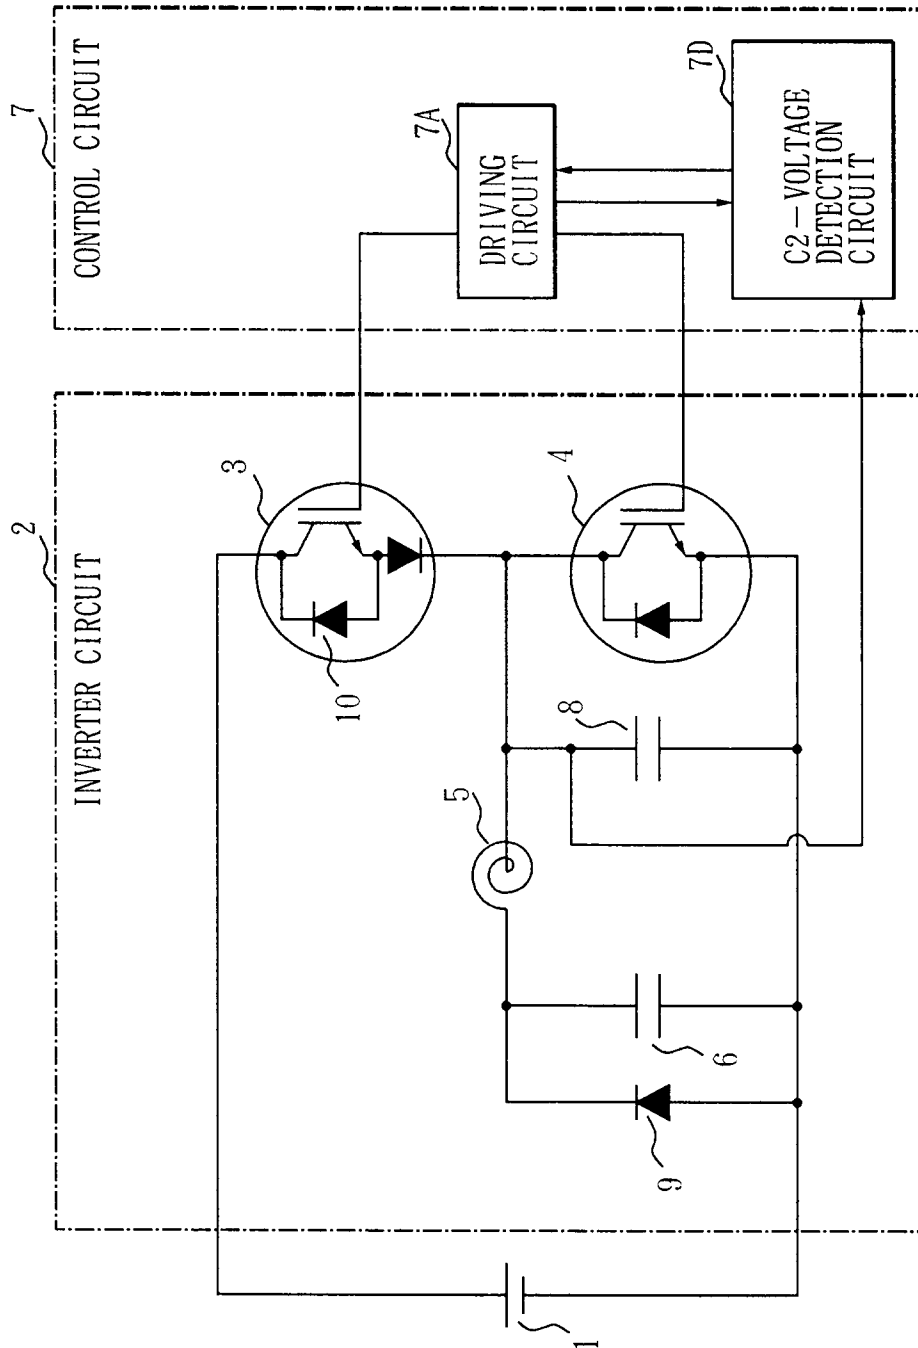 7
CONTROL CIRCUIT
7A
DRIVING
CIRCUIT
7D
C2-VOLTAGE
DETECTION
CIRCUIT
2
INVERTER CIRCUIT
3
10
4
8
5
6
9
1